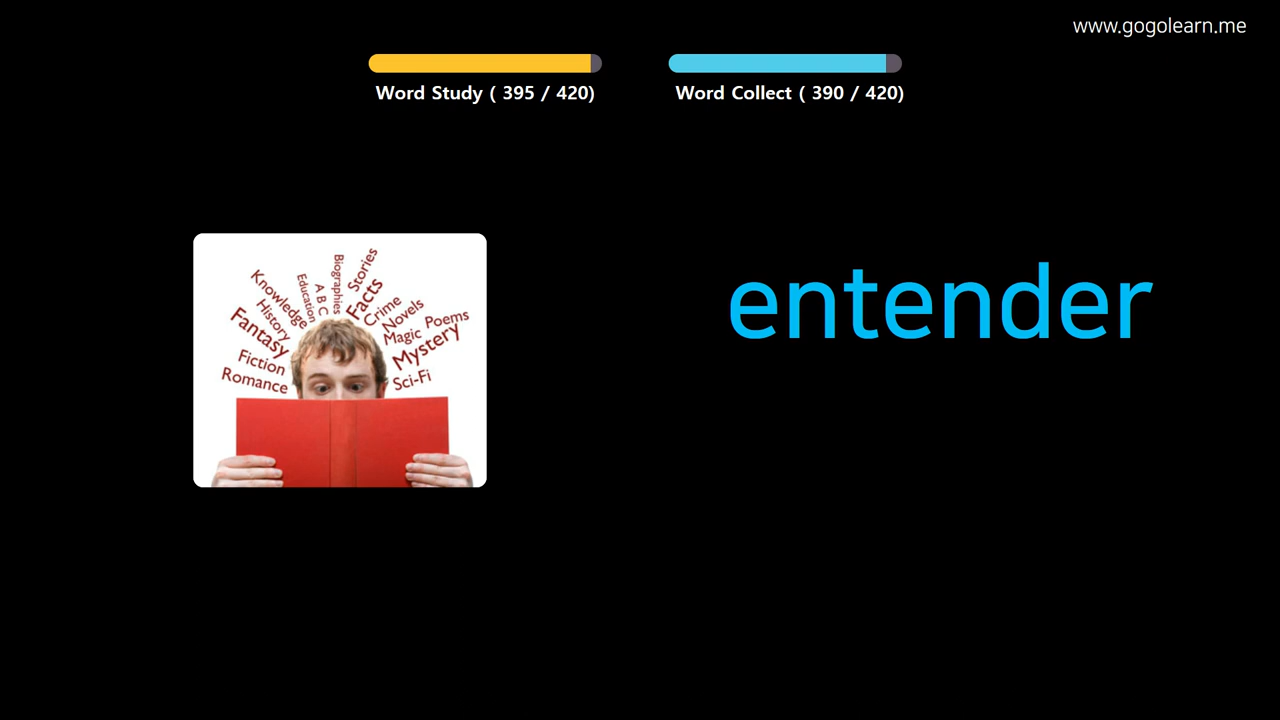 www.gogolearn.me
Word Study ( 395 / 420)
Word Collect ( 390 / 420)
entender
Knowledge
History
Fantasy
Fiction
Romance
Education
A B C
Biographies
Stories
Facts
Crime
Novels
Magic
Poems
Mystery
Sci-Fi